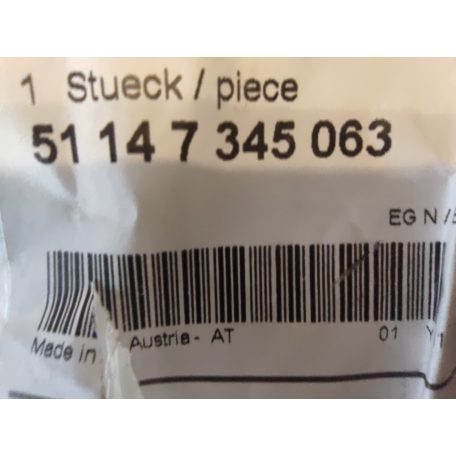 1 Stueck / piece
51 14 7 345 063
EG N /
Made in Austria - AT 01